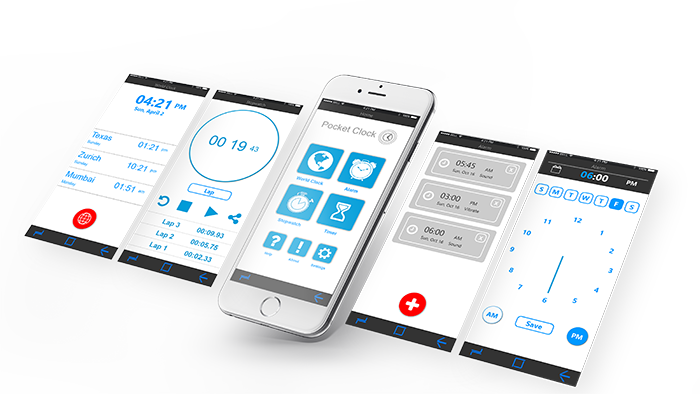 World Clock
04:21 PM
Sun, April 2
Texas
Sunday
01:21 pm
Zurich
Sunday
10:21 pm
Mumbai
Monday
01:51 am
00 19 43
Lap
Lap 3 00:09.93
Lap 2 00:05.75
Lap 1 00:02.33
Home
Pocket Clock
World Clock
Alarm
Stopwatch
Timer
settings
Alarm
05:45 AM
Sun, Oct 16 Sound
03:00 PM
Sun, Oct 16 Vibrate
06:00 AM
Sun, Oct 16 Sound
Alarm
06:00 PM
S M T W T F S
12
11 1
10 2
9 3
8 4
7 5
6
AM
Save
PM